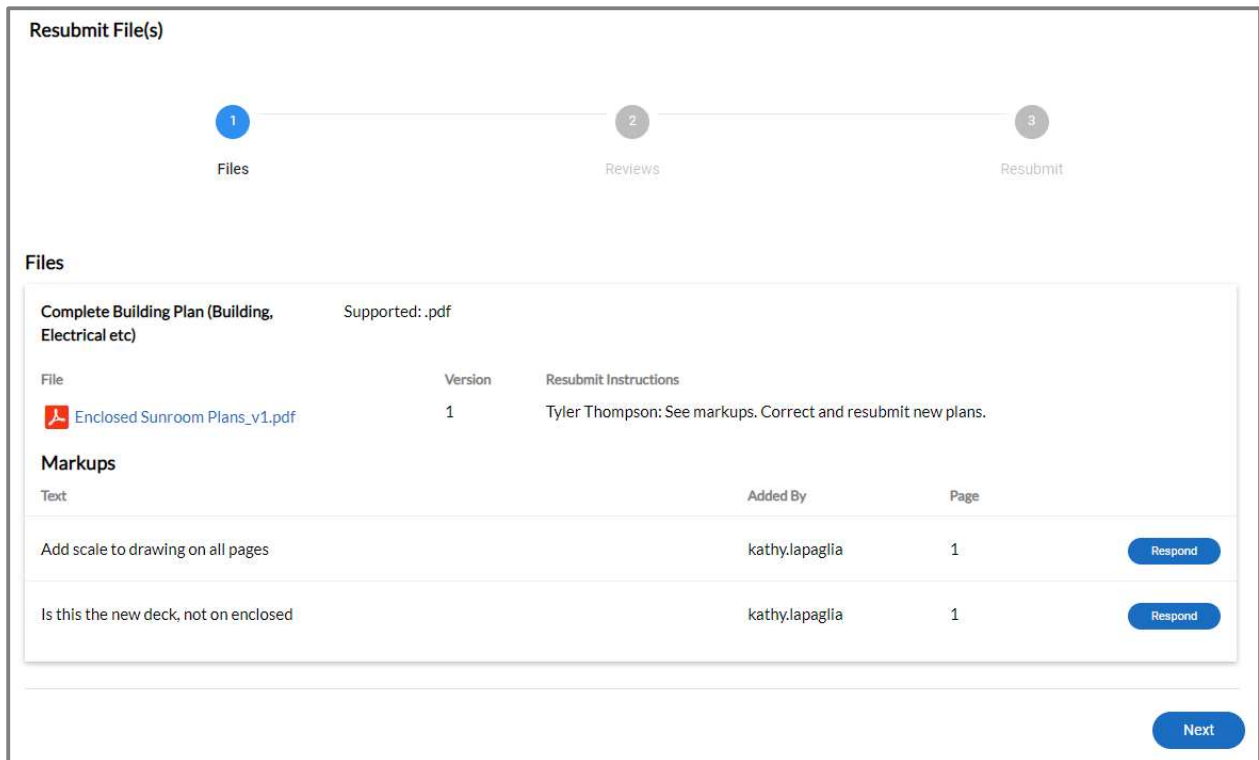 Resubmit File(s)
1
2
3
Files
Reviews
Resubmit
Files
Complete Building Plan (Building,
Electrical etc)
Supported: .pdf
File
Version
Resubmit Instructions
Enclosed Sunroom Plans_v1.pdf
1
Tyler Thompson: See markups. Correct and resubmit new plans.
Markups
Text
Added By
Page
Add scale to drawing on all pages
kathy.lapaglia
1
Respond
Is this the new deck, not on enclosed
kathy.lapaglia
1
Respond
Next